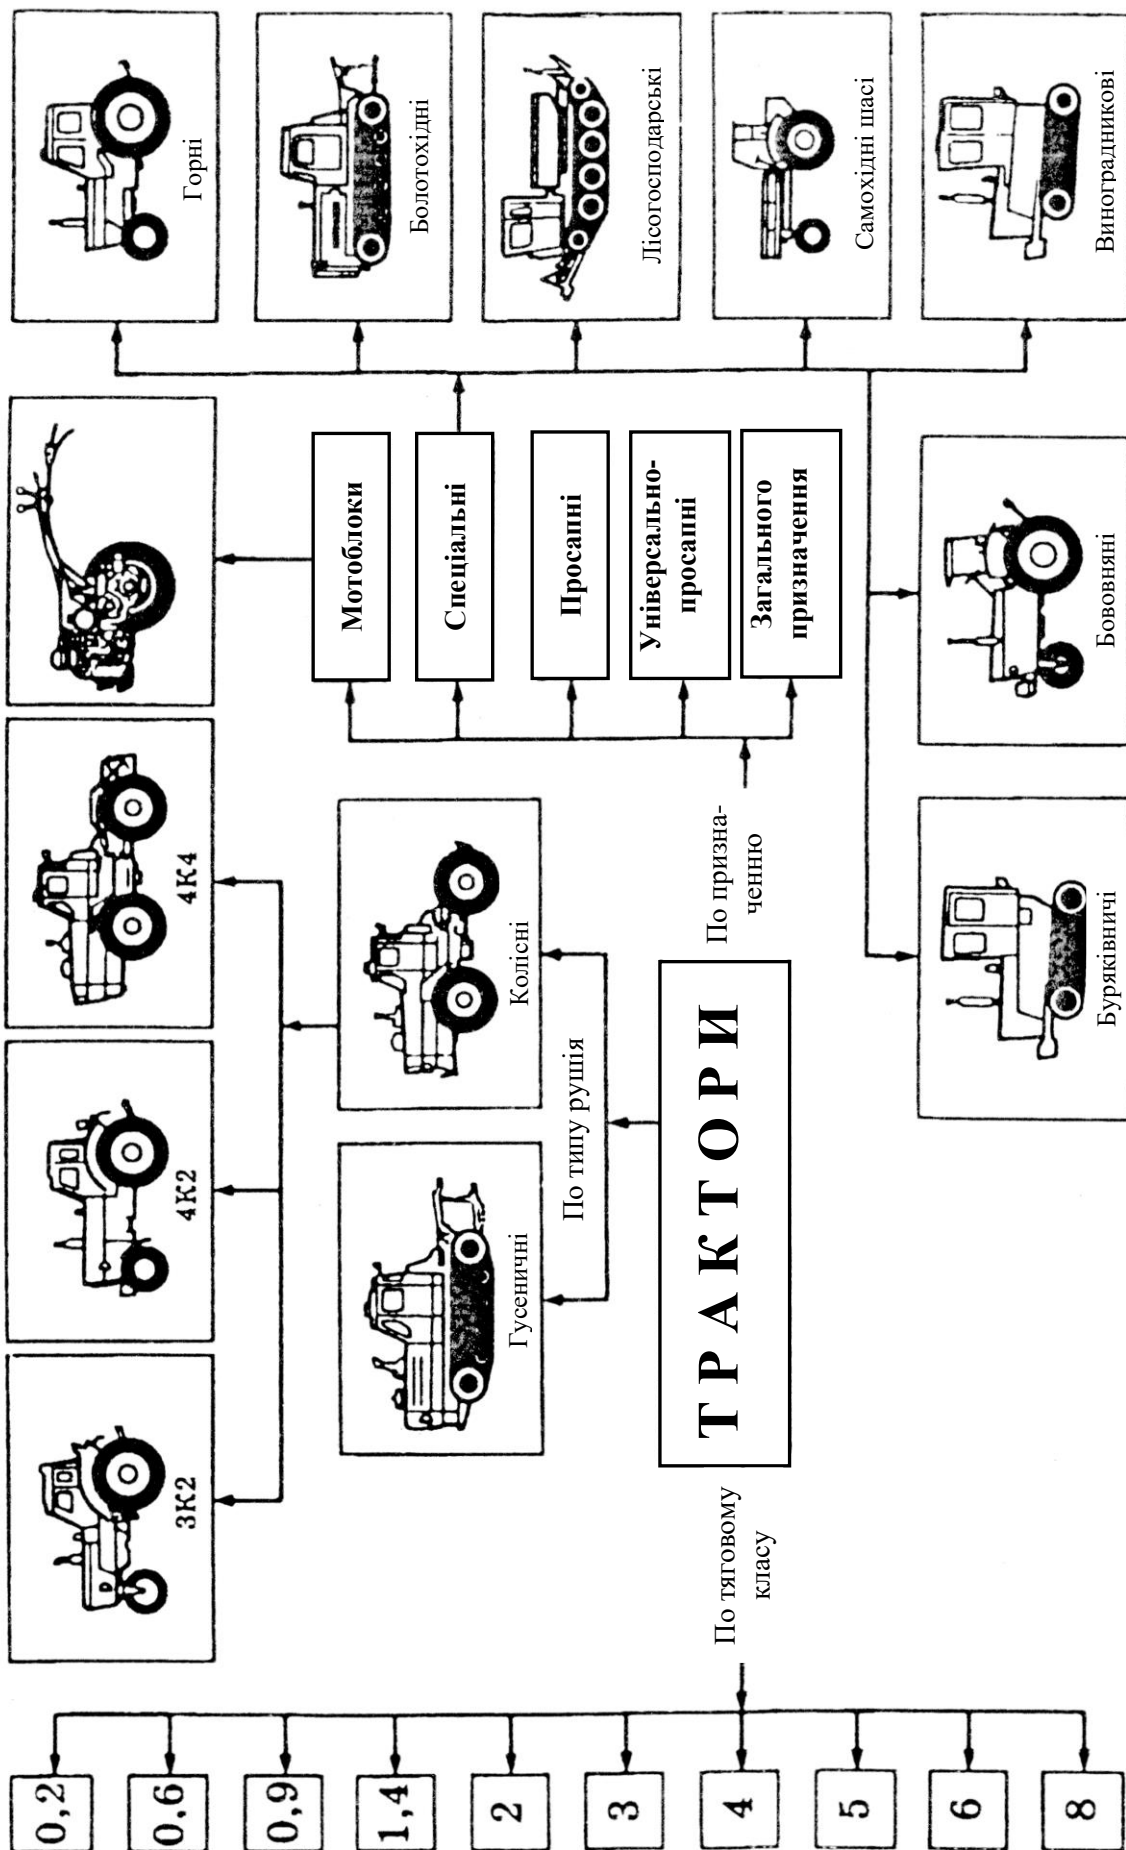 0,2
0,6
0,9
1,4
2
3
4
5
6
8
По тяговому
класу
ТРАКТОРИ
По типу рушія
Гусеничні
Колісні
3К2
4К2
4К4
По призна-
ченню
Мотоблоки
Спеціальні
Просапні
Універсально-
просапні
Загального
призначення
Горні
Болотохідні
Лісогосподарські
Самохідні шасі
Виноградникові
Бововняні
Буряківничі